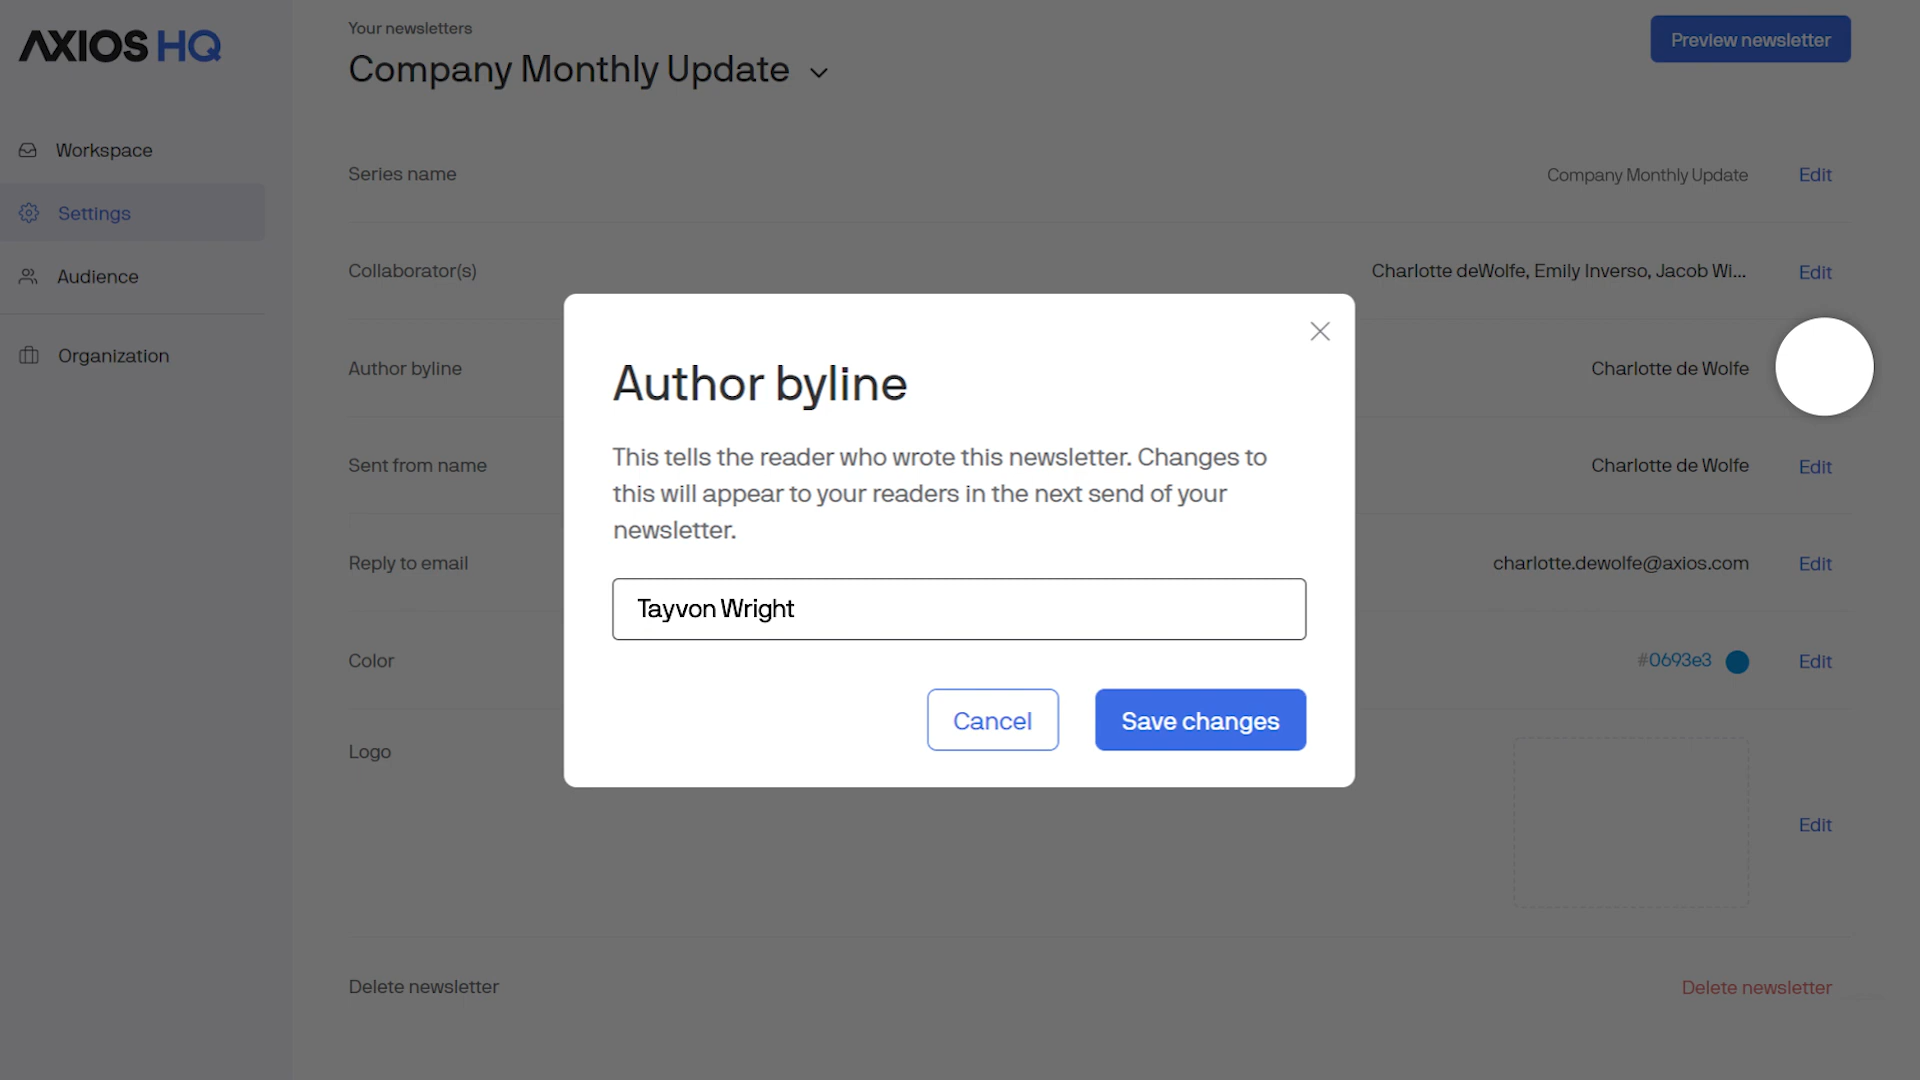 AXIOS HQ
Workspace
Settings
Audience
Organization
Your newsletters
Company Monthly Update
Preview newsletter
Series name
Company Monthly Update
Edit
Collaborator(s)
Charlotte deWolfe, Emily Inverso, Jacob Wi...
Edit
Author byline
Charlotte de Wolfe
Sent from name
Charlotte de Wolfe
Edit
Reply to email
charlotte.dewolfe@axios.com
Edit
Color
#0693e3
Edit
Logo
Edit
Delete newsletter
Delete newsletter
Author byline
This tells the reader who wrote this newsletter. Changes to
this will appear to your readers in the next send of your
newsletter.
Tayvon Wright
Cancel
Save changes